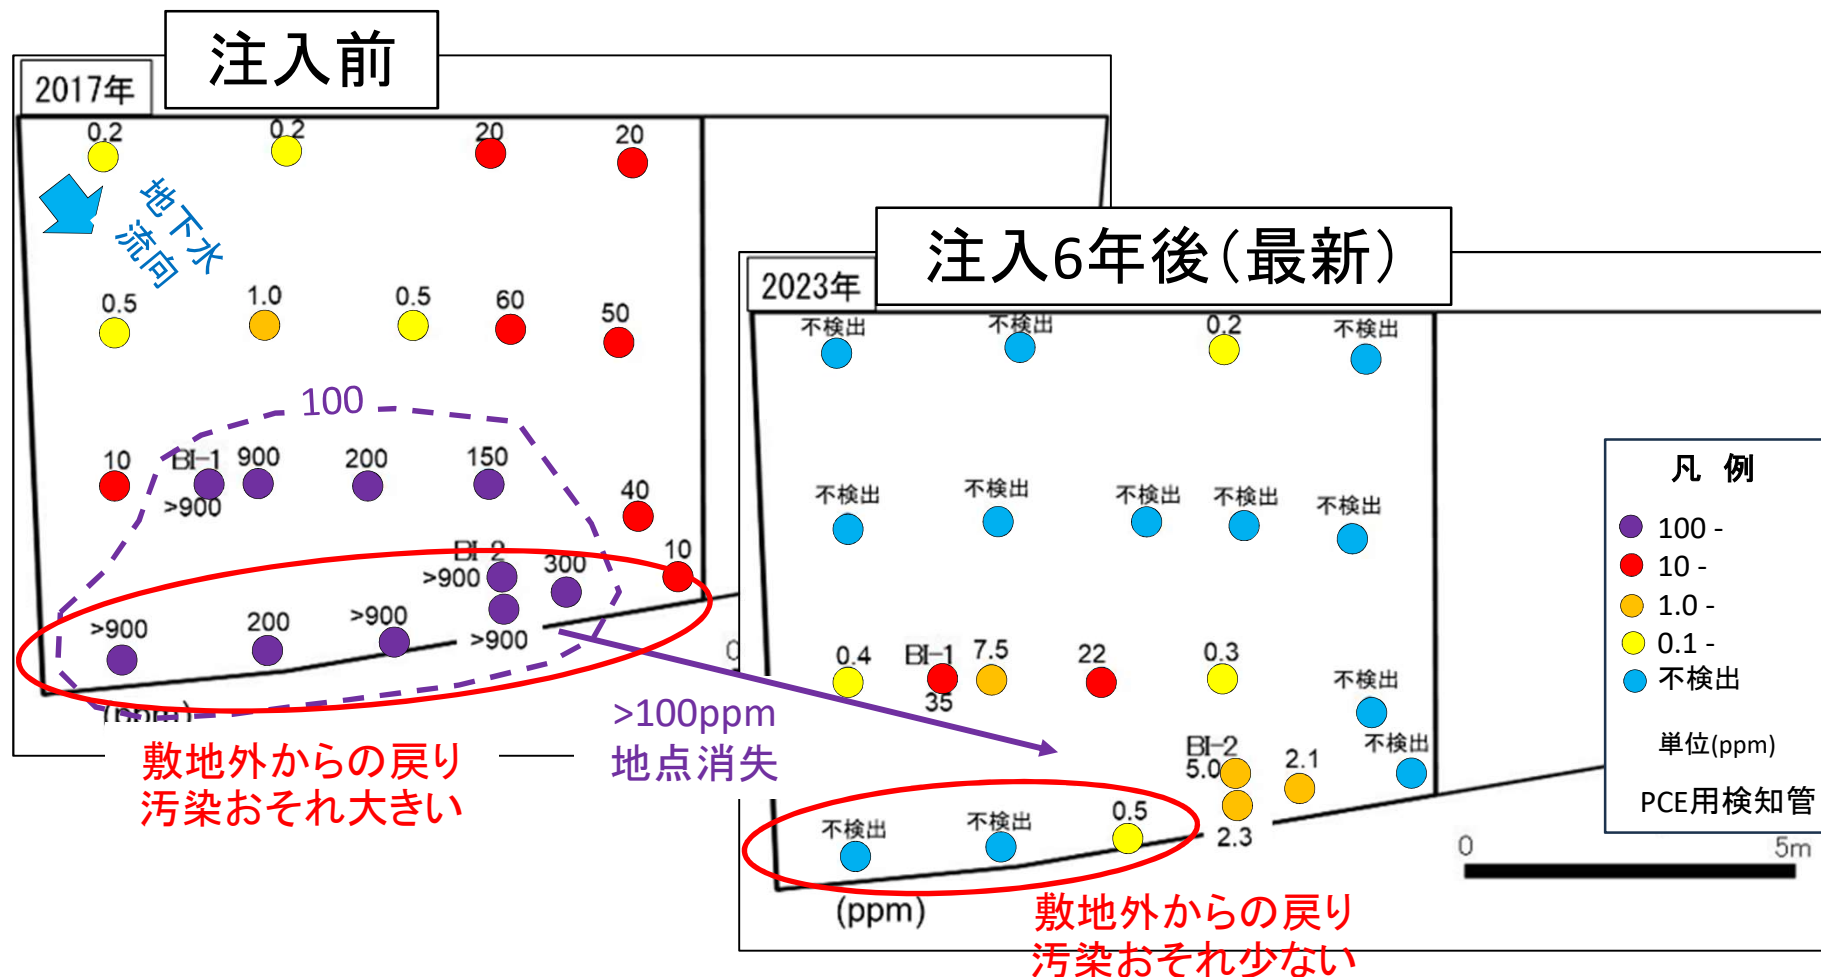 注入前
2017年
0.2
0.2
20
20
地下水
流向
0.5
1.0
0.5
60
50
100
10
BI-1
900
200
150
>900
40
BI-2
>900
300
10
>900
200
>900
>900
(ppm)
敷地外からの戻り
汚染おそれ大きい
>100ppm
地点消失
注入6年後(最新)
2023年
不検出
不検出
0.2
不検出
不検出
不検出
不検出
不検出
不検出
0.4
BI-1
7.5
22
0.3
35
不検出
BI-2
5.0
2.1
不検出
不検出
不検出
0.5
2.3
(ppm)
敷地外からの戻り
汚染おそれ少ない
凡 例
100 -
10 -
1.0 -
0.1 -
不検出
単位(ppm)
PCE用検知管
0
5m